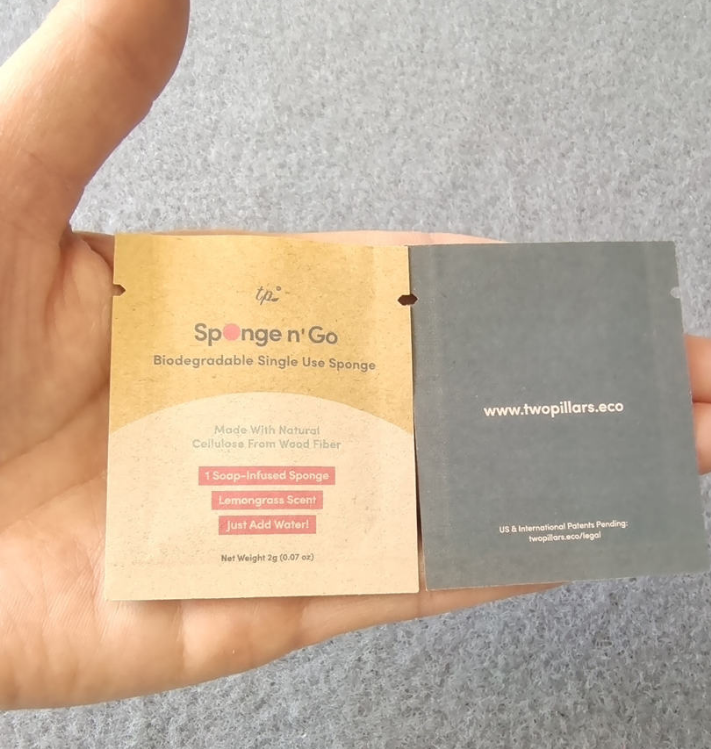 tp.
Sponge n' Go
Biodegradable Single Use Sponge
Made With Natural
Cellulose From Wood Fiber
1 Soap-Infused Sponge
Lemongrass Scent
Just Add Water!
Net Weight 2g (0.07 oz)
www.twopillars.eco
US & International Patents Pending:
twopillars.eco/legal